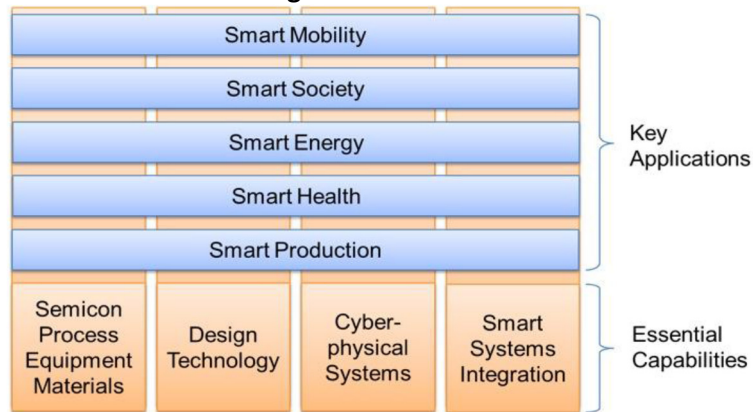 Smart Mobility
Smart Society
Smart Energy
Smart Health
Smart Production
Key
Applications
Semicon
Process
Equipment
Materials
Design
Technology
Cyber-
physical
Systems
Smart
Systems
Integration
Essential
Capabilities